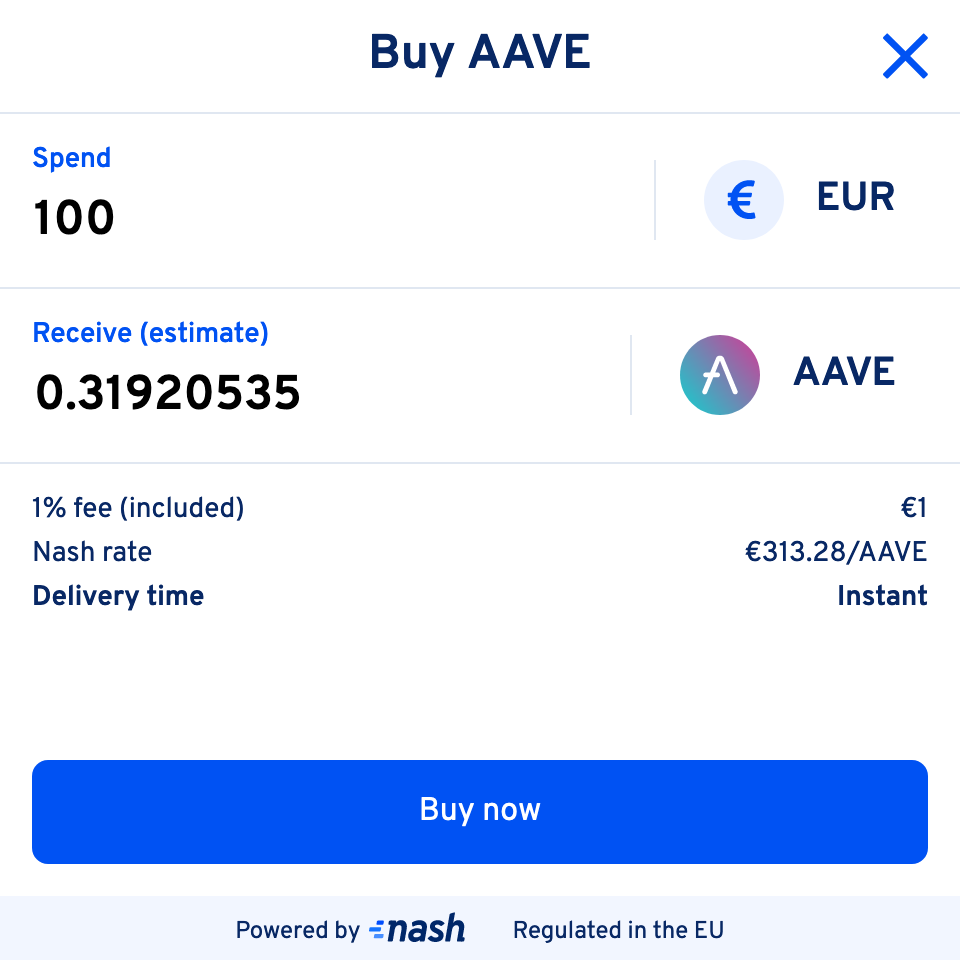 Buy AAVE
Spend
100
€ EUR
Receive (estimate)
0.31920535
AAVE
1% fee (included) €1
Nash rate €313.28/AAVE
Delivery time Instant
Buy now
Powered by nash Regulated in the EU